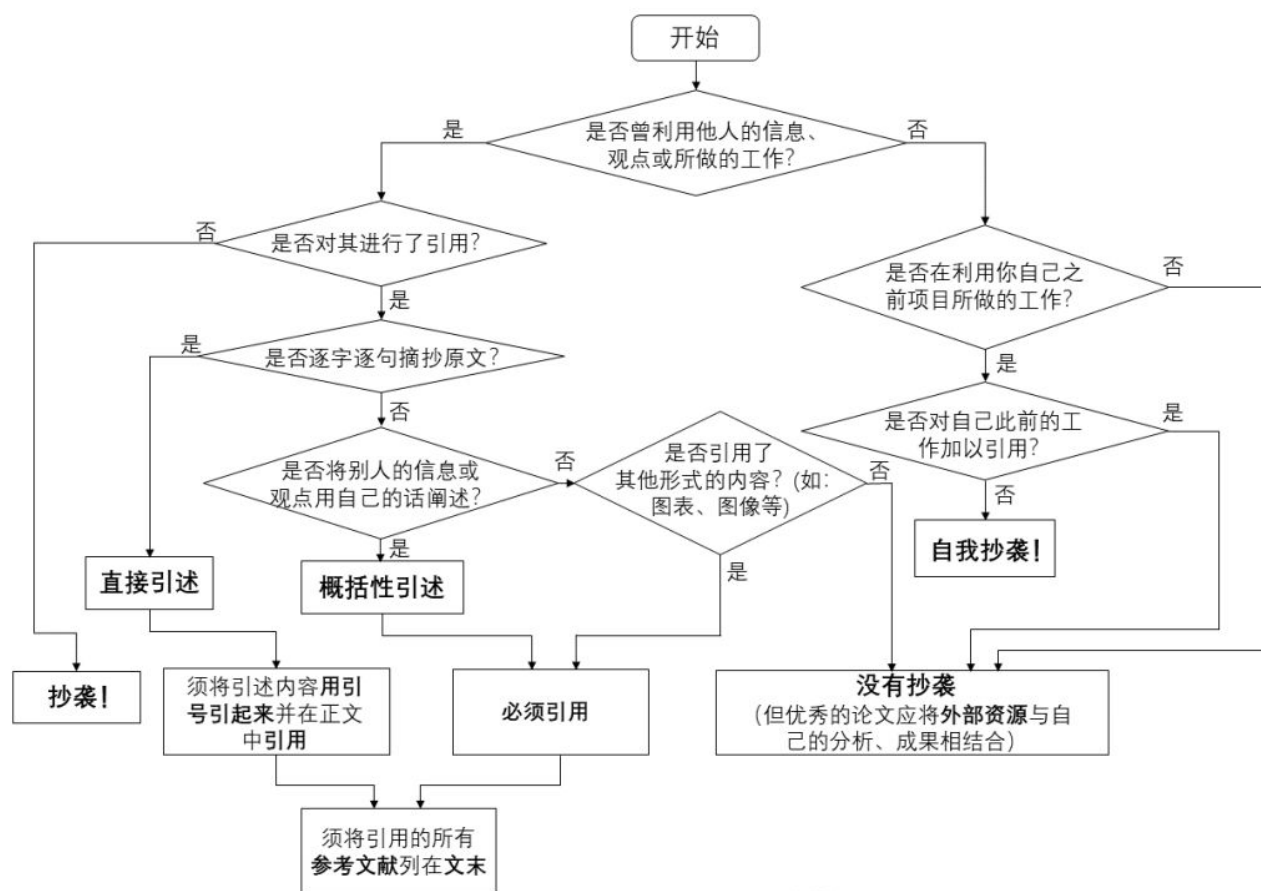 开始
是否曾利用他人的信息、
观点或所做的工作？
是
否
是否对其进行了引用？
否
是
是否在利用你自己之
前项目所做的工作？
否
是
是否逐字逐句摘抄原文？
是
否
是否对自己此前的工
作加以引用？
是
否
是否将别人的信息或
观点用自己的话阐述？
否
是
是否引用了
其他形式的内容？(如：
图表、图像等)
否
是
自我抄袭！
直接引述
概括性引述
抄袭！
须将引述内容用引
号引起来并在正文
中引用
必须引用
没有抄袭
（但优秀的论文应将外部资源与自
己的分析、成果相结合）
须将引用的所有
参考文献列在文末